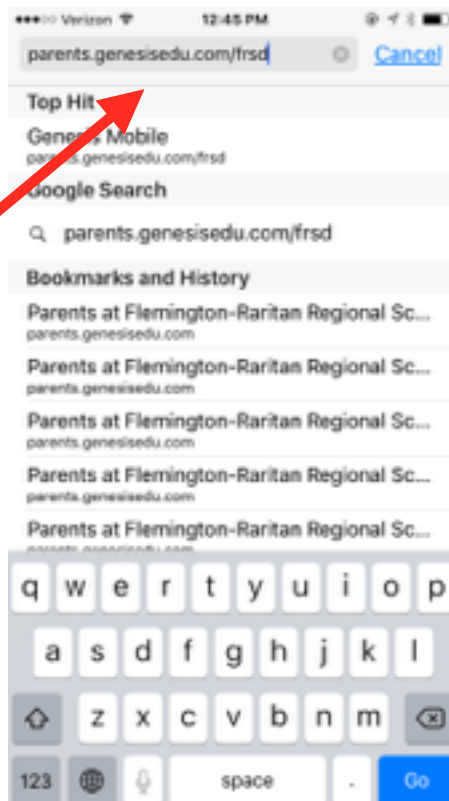 Verizon 12:45 PM
parents.genesisedu.com/frsd Cancel
Top Hit
Genesis Mobile
parents.genesisedu.com/frsd
Google Search
parents.genesisedu.com/frsd
Bookmarks and History
Parents at Flemington-Raritan Regional Sc...
parents.genesisedu.com
Parents at Flemington-Raritan Regional Sc...
parents.genesisedu.com
Parents at Flemington-Raritan Regional Sc...
parents.genesisedu.com
Parents at Flemington-Raritan Regional Sc...
parents.genesisedu.com
Parents at Flemington-Raritan Regional Sc...
parents.genesisedu.com
q w e r t y u i o p
a s d f g h j k l
z x c v b n m
123 space . Go